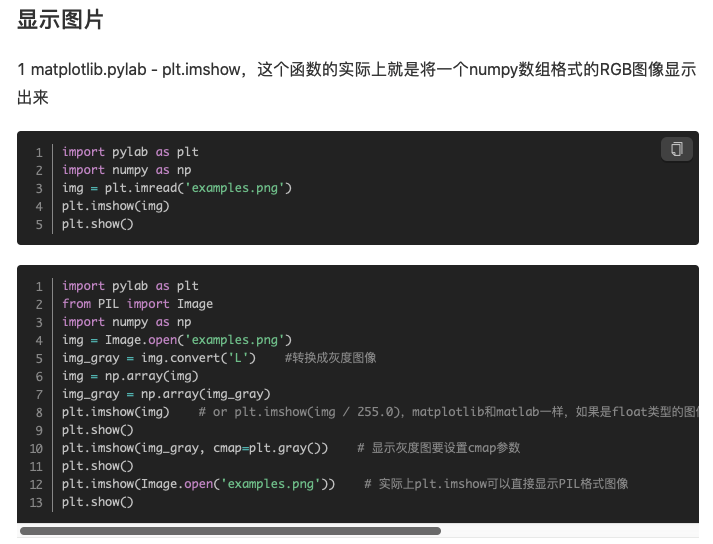 显示图片
1 matplotlib.pylab - plt.imshow，这个函数的实际上就是将一个numpy数组格式的RGB图像显示
出来
1 import pylab as plt
2 import numpy as np
3 img = plt.imread('examples.png')
4 plt.imshow(img)
5 plt.show()
1 import pylab as plt
2 from PIL import Image
3 import numpy as np
4 img = Image.open('examples.png')
5 img_gray = img.convert('L')    #转换成灰度图像
6 img = np.array(img)
7 img_gray = np.array(img_gray)
8 plt.imshow(img)    # or plt.imshow(img / 255.0)，matplotlib和matlab一样，如果是float类型的图
9 plt.show()
10 plt.imshow(img_gray, cmap=plt.gray())    # 显示灰度图要设置cmap参数
11 plt.show()
12 plt.imshow(Image.open('examples.png'))    # 实际上plt.imshow可以直接显示PIL格式图像
13 plt.show()